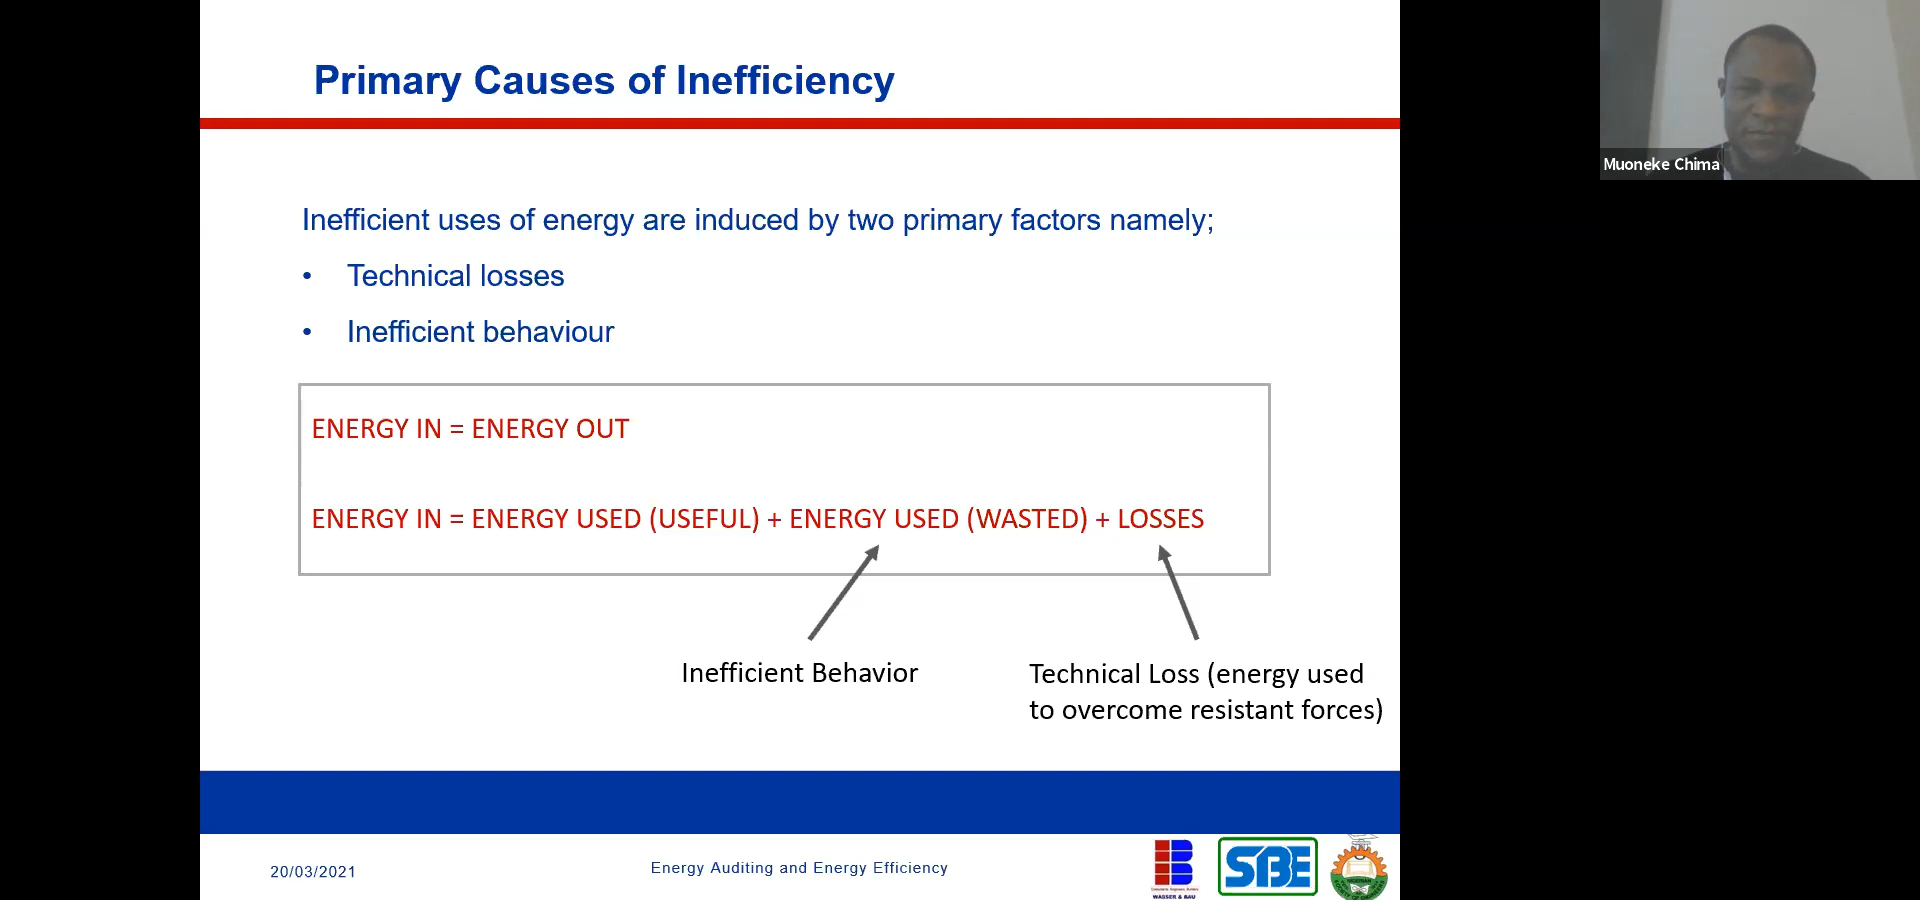 Primary Causes of Inefficiency
Muoneke Chima
Inefficient uses of energy are induced by two primary factors namely;
• Technical losses
• Inefficient behaviour
ENERGY IN = ENERGY OUT
ENERGY IN = ENERGY USED (USEFUL) + ENERGY USED (WASTED) + LOSSES
Inefficient Behavior
Technical Loss (energy used
to overcome resistant forces)
20/03/2021
Energy Auditing and Energy Efficiency
WASSER & BAU
SBE